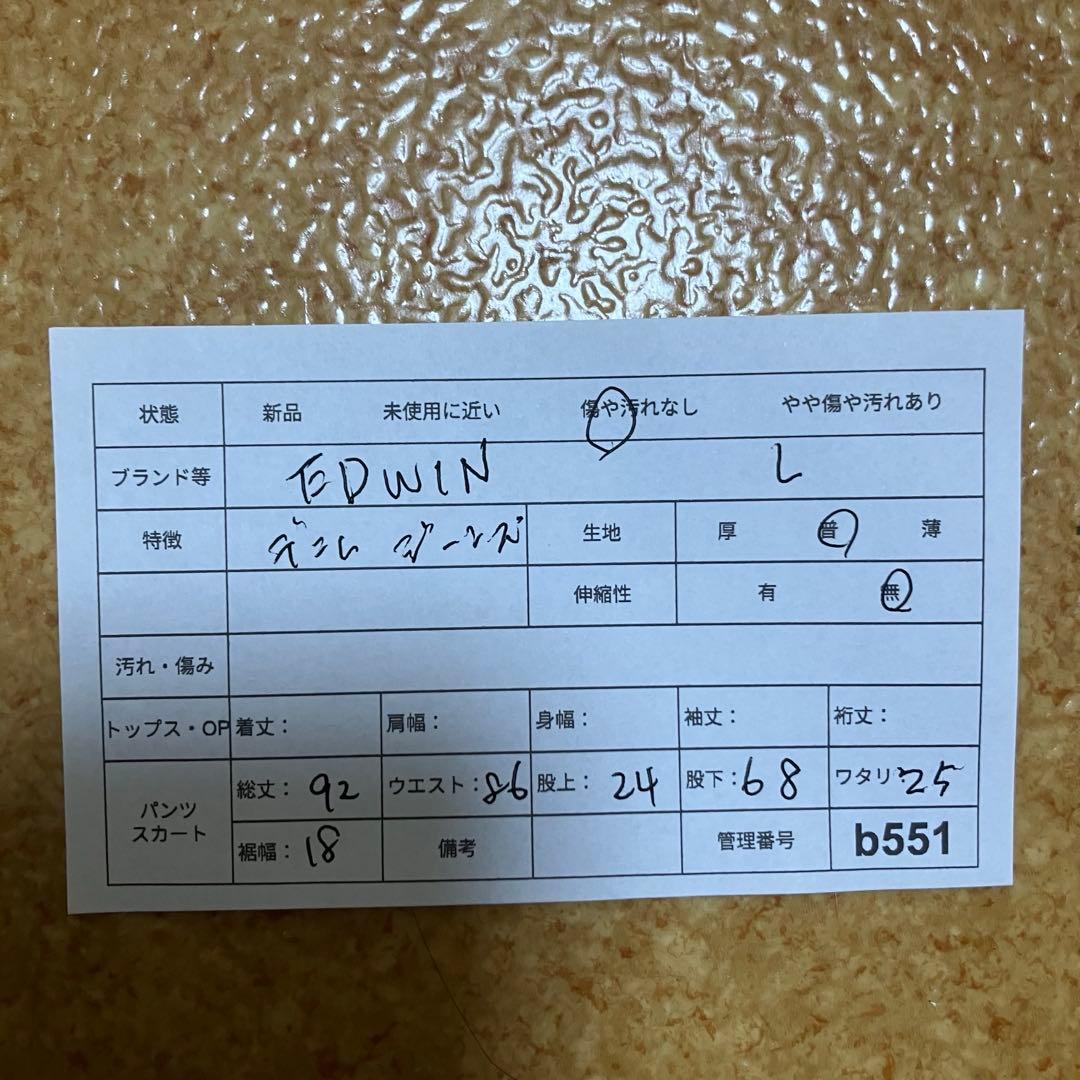 状態 新品 未使用に近い 傷や汚れなし やや傷や汚れあり
ブランド等 EDWIN L
特徴 デニム ジーンズ 生地 厚 普 薄
伸縮性 有 無
汚れ・傷み
トップス・OP 着丈： 肩幅： 身幅： 袖丈： 裄丈：
パンツ スカート 総丈：92 ウエスト：86 股上：24 股下：68 ワタリ：25
裾幅：18 備考 管理番号 b551